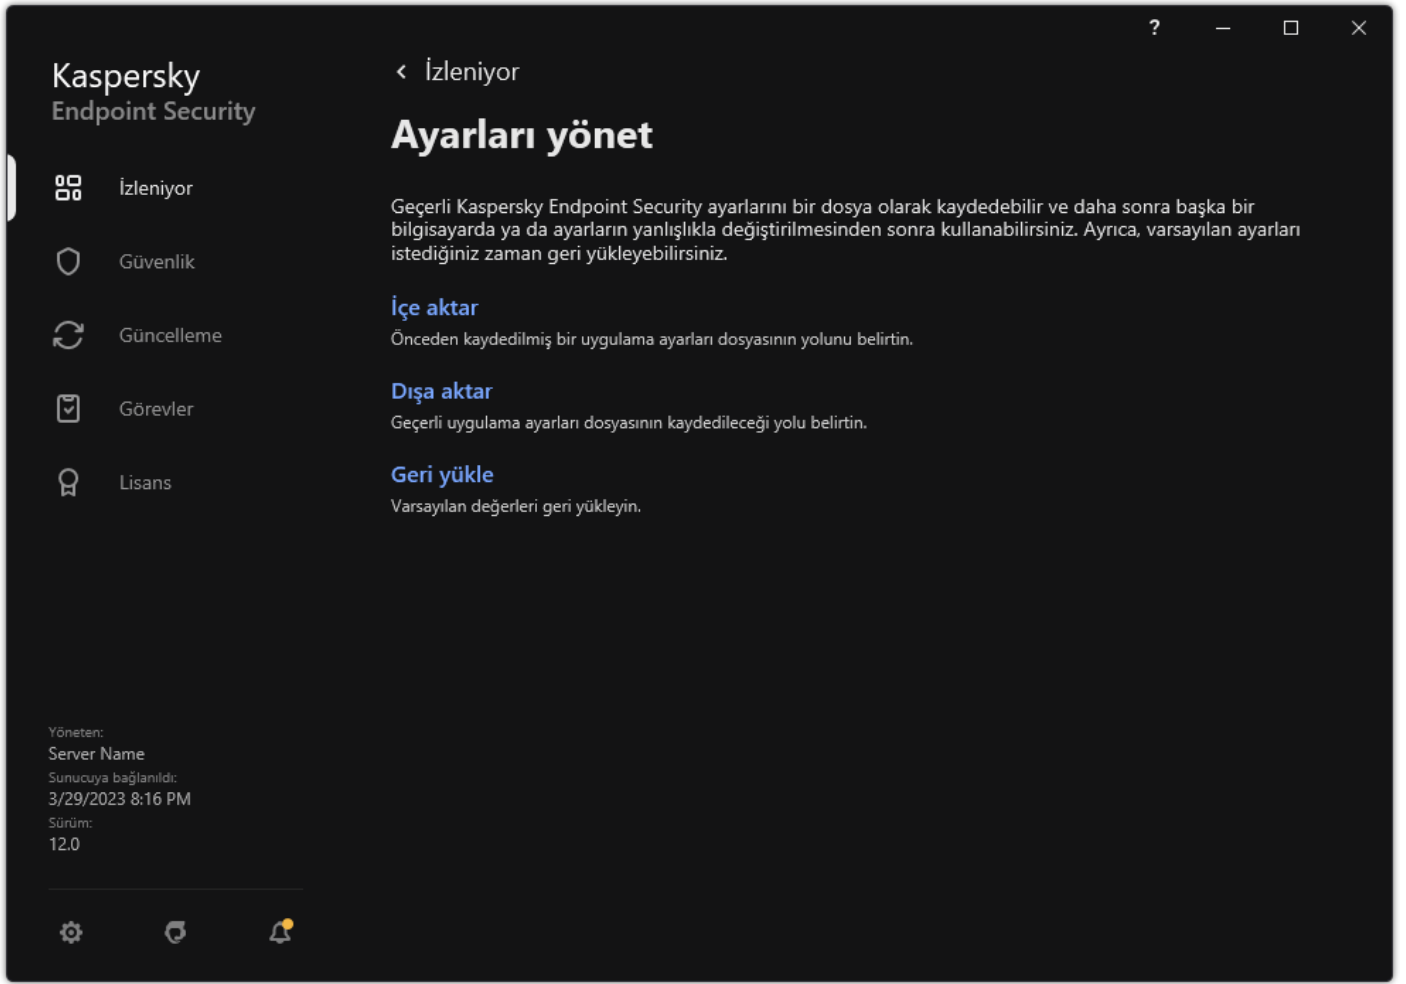 ?
Kaspersky
Endpoint Security
İzleniyor
Güvenlik
Güncelleme
Görevler
Lisans
Yöneten:
Server Name
Sunucuya bağlanıldı:
3/29/2023 8:16 PM
Sürüm:
12.0
İzleniyor
Ayarları yönet
Geçerli Kaspersky Endpoint Security ayarlarını bir dosya olarak kaydedebilir ve daha sonra başka bir
bilgisayarda ya da ayarların yanlışlıkla değiştirilmesinden sonra kullanabilirsiniz. Ayrıca, varsayılan ayarları
istediğiniz zaman geri yükleyebilirsiniz.
İçe aktar
Önceden kaydedilmiş bir uygulama ayarları dosyasının yolunu belirtin.
Dışa aktar
Geçerli uygulama ayarları dosyasının kaydedileceği yolu belirtin.
Geri yükle
Varsayılan değerleri geri yükleyin.